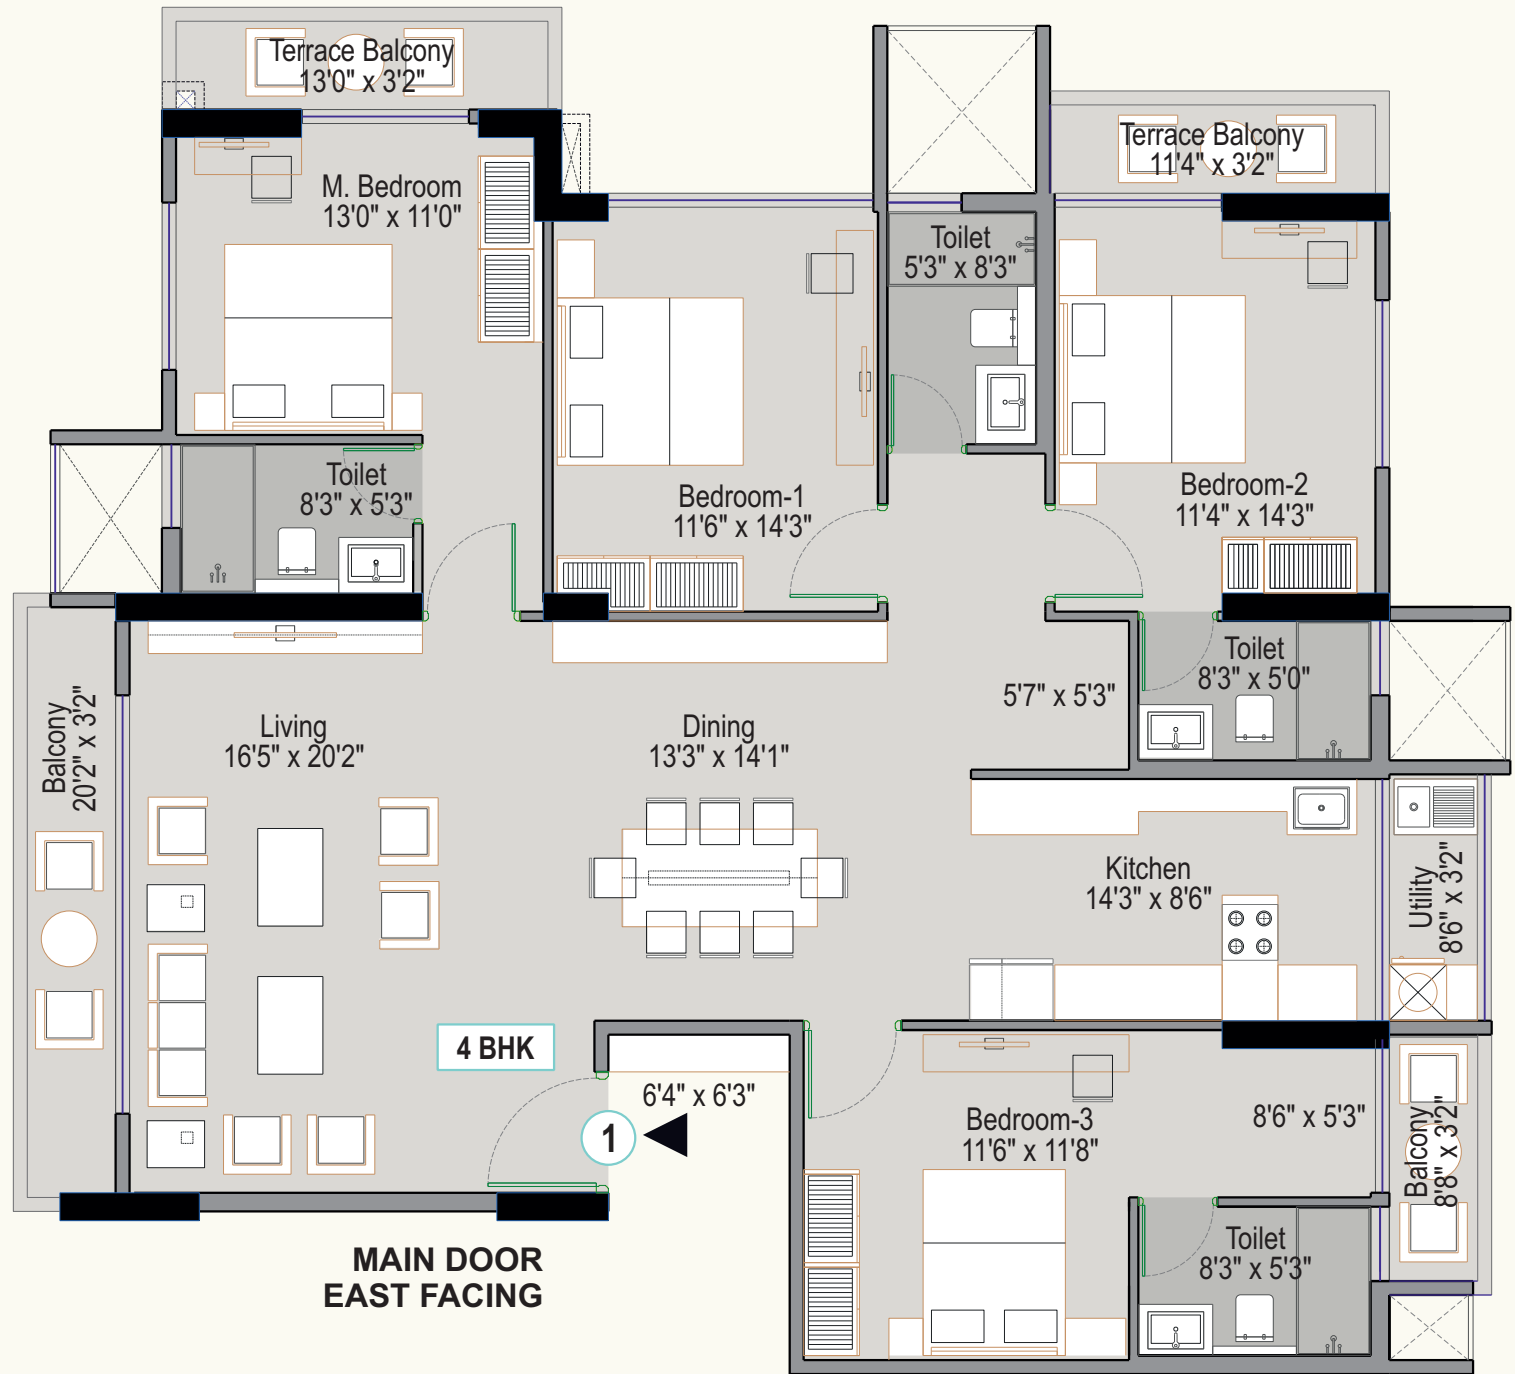 Terrace Balcony
13'0" x 3'2"
Terrace Balcony
11'4" x 3'2"
M. Bedroom
13'0" x 11'0"
Toilet
5'3" x 8'3"
Toilet
8'3" x 5'3"
Bedroom-1
11'6" x 14'3"
Bedroom-2
11'4" x 14'3"
Toilet
8'3" x 5'0"
5'7" x 5'3"
Balcony
20'2" x 3'2"
Living
16'5" x 20'2"
Dining
13'3" x 14'1"
Kitchen
14'3" x 8'6"
Utility
8'6" x 3'2"
4 BHK
6'4" x 6'3"
1
Bedroom-3
11'6" x 11'8"
8'6" x 5'3"
Balcony
8'8" x 3'2"
Toilet
8'3" x 5'3"
MAIN DOOR
EAST FACING